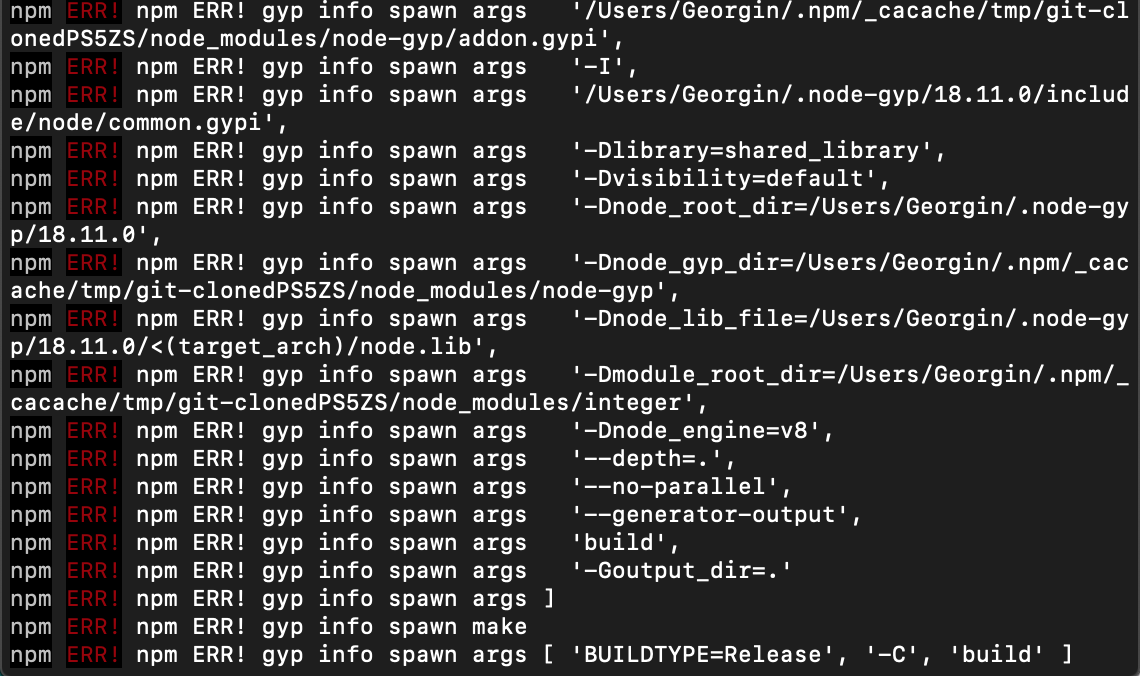 npm ERR! npm ERR! gyp info spawn args   '/Users/Georgin/.npm/_cacache/tmp/git-cl
onedPS5ZS/node_modules/node-gyp/addon.gypi',
npm ERR! npm ERR! gyp info spawn args   '-I',
npm ERR! npm ERR! gyp info spawn args   '/Users/Georgin/.node-gyp/18.11.0/includ
e/node/common.gypi',
npm ERR! npm ERR! gyp info spawn args   '-Dlibrary=shared_library',
npm ERR! npm ERR! gyp info spawn args   '-Dvisibility=default',
npm ERR! npm ERR! gyp info spawn args   '-Dnode_root_dir=/Users/Georgin/.node-gy
p/18.11.0',
npm ERR! npm ERR! gyp info spawn args   '-Dnode_gyp_dir=/Users/Georgin/.npm/_cac
ache/tmp/git-clonedPS5ZS/node_modules/node-gyp',
npm ERR! npm ERR! gyp info spawn args   '-Dnode_lib_file=/Users/Georgin/.node-gy
p/18.11.0/<(target_arch)/node.lib',
npm ERR! npm ERR! gyp info spawn args   '-Dmodule_root_dir=/Users/Georgin/.npm/_
cacache/tmp/git-clonedPS5ZS/node_modules/integer',
npm ERR! npm ERR! gyp info spawn args   '-Dnode_engine=v8',
npm ERR! npm ERR! gyp info spawn args   '--depth=.',
npm ERR! npm ERR! gyp info spawn args   '--no-parallel',
npm ERR! npm ERR! gyp info spawn args   '--generator-output',
npm ERR! npm ERR! gyp info spawn args   'build',
npm ERR! npm ERR! gyp info spawn args   '-Goutput_dir=.'
npm ERR! npm ERR! gyp info spawn args ]
npm ERR! npm ERR! gyp info spawn make
npm ERR! npm ERR! gyp info spawn args [ 'BUILDTYPE=Release', '-C', 'build' ]